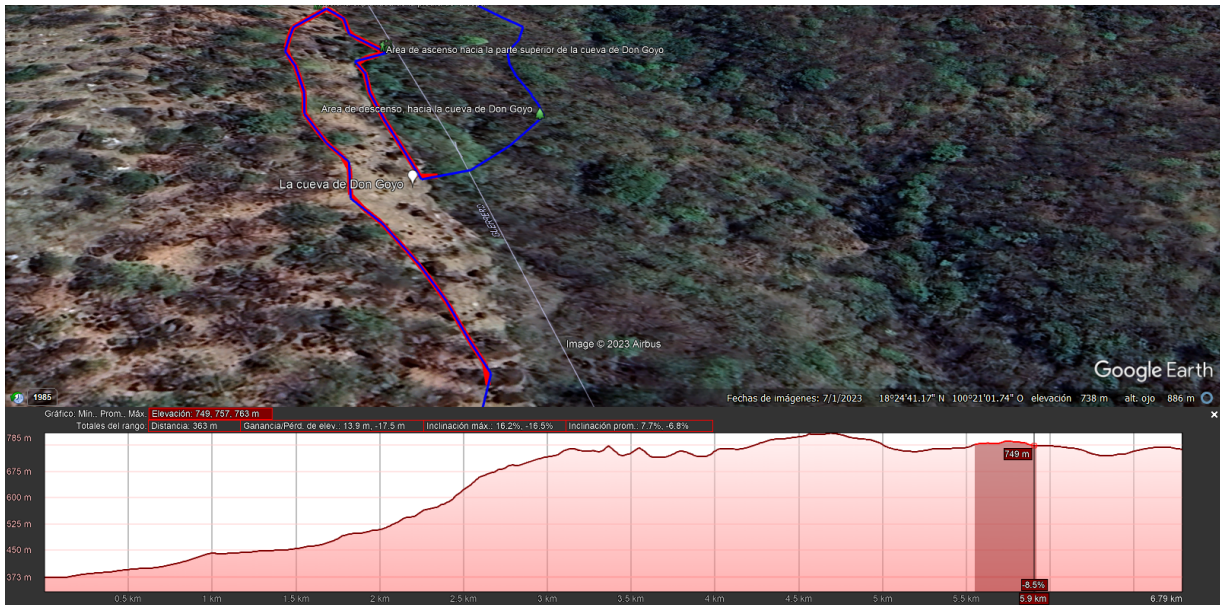 Área de ascenso hacia la parte superior de la cueva de Don Goyo
Área de descenso, hacia la cueva de Don Goyo
La cueva de Don Goyo
Image © 2023 Airbus
Google Earth
1985
Fechas de imágenes: 7/1/2023 18°24'41.17" N 100°21'01.74" O elevación 738 m alt. ojo 886 m
Gráfico: Mín., Prom., Máx. Elevación: 749, 757, 763 m
Totales del rango: Distancia: 363 m Ganancia/Pérd. de elev.: 13.9 m, -17.5 m Inclinación máx.: 16.2%, -16.5% Inclinación prom.: 7.7%, -6.8%
785 m
749 m
675 m
600 m
525 m
450 m
373 m
-8.5%
0.5 km 1 km 1.5 km 2 km 2.5 km 3 km 3.5 km 4 km 4.5 km 5 km 5.5 km 5.9 km 6.79 km